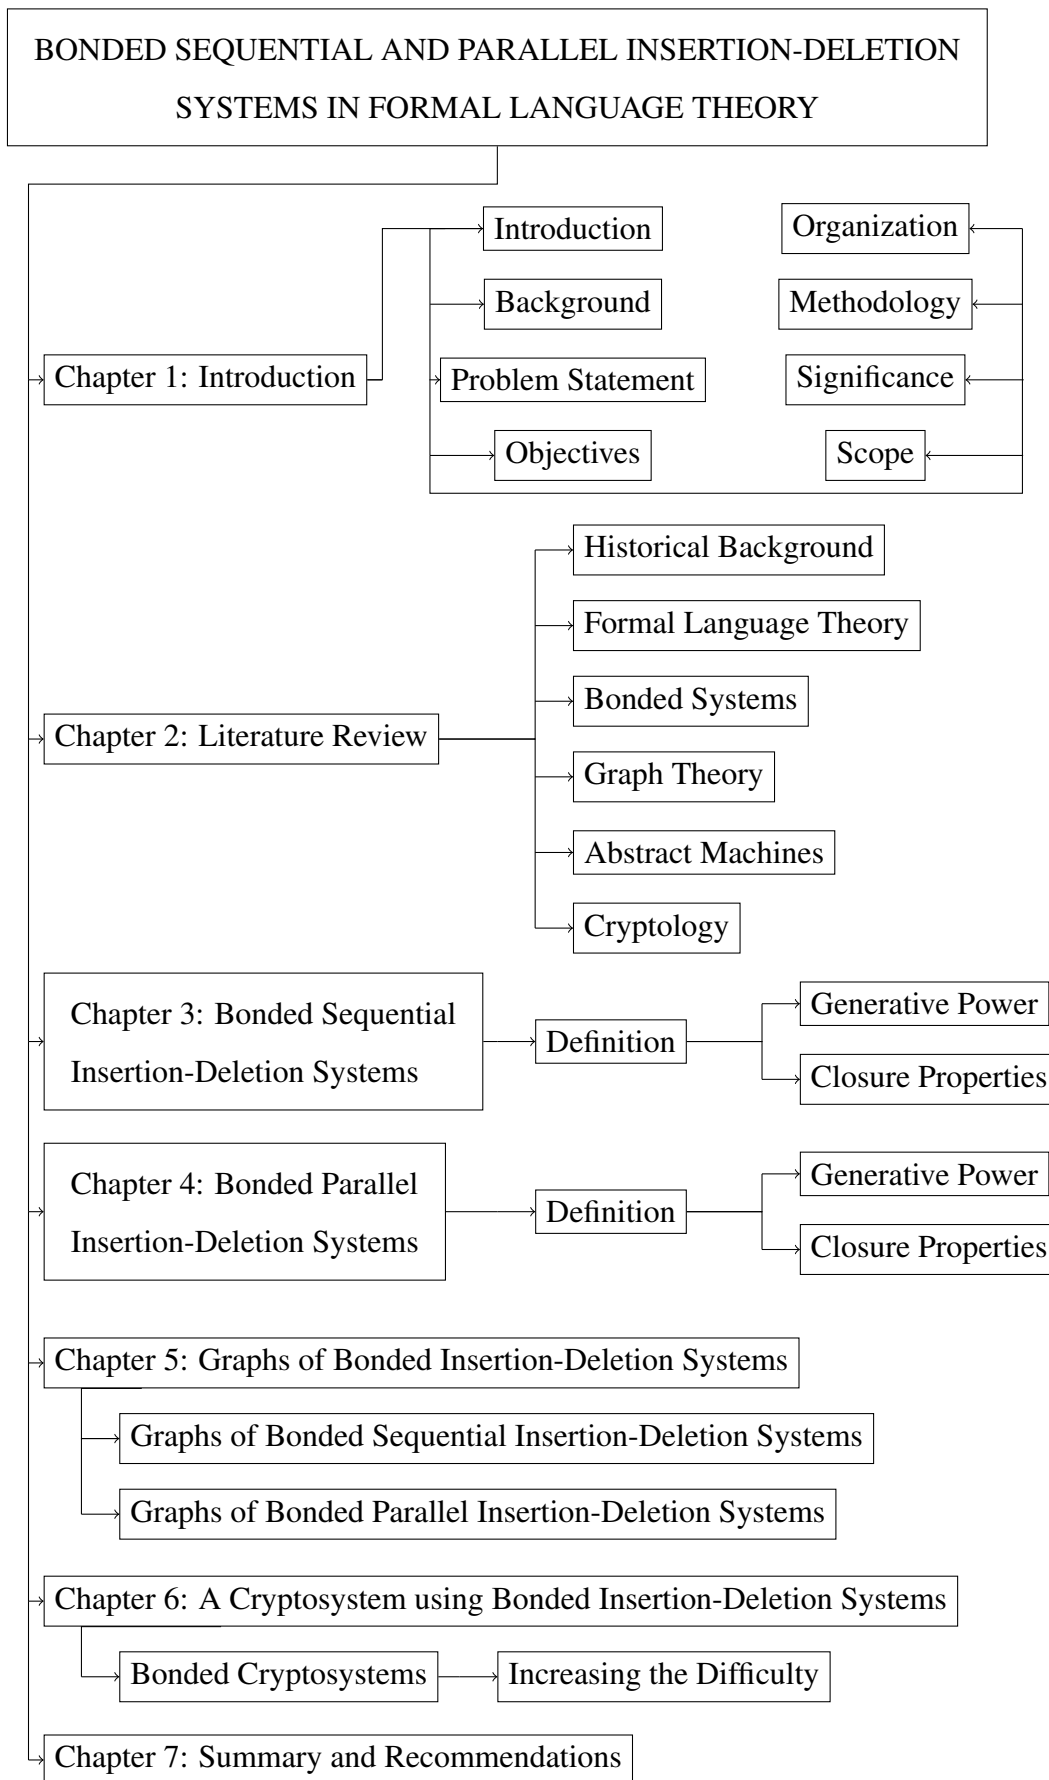 BONDED SEQUENTIAL AND PARALLEL INSERTION-DELETION
SYSTEMS IN FORMAL LANGUAGE THEORY
Chapter 1: Introduction
Introduction
Background
Problem Statement
Objectives
Organization
Methodology
Significance
Scope
Chapter 2: Literature Review
Historical Background
Formal Language Theory
Bonded Systems
Graph Theory
Abstract Machines
Cryptology
Chapter 3: Bonded Sequential
Insertion-Deletion Systems
Definition
Generative Power
Closure Properties
Chapter 4: Bonded Parallel
Insertion-Deletion Systems
Definition
Generative Power
Closure Properties
Chapter 5: Graphs of Bonded Insertion-Deletion Systems
Graphs of Bonded Sequential Insertion-Deletion Systems
Graphs of Bonded Parallel Insertion-Deletion Systems
Chapter 6: A Cryptosystem using Bonded Insertion-Deletion Systems
Bonded Cryptosystems
Increasing the Difficulty
Chapter 7: Summary and Recommendations